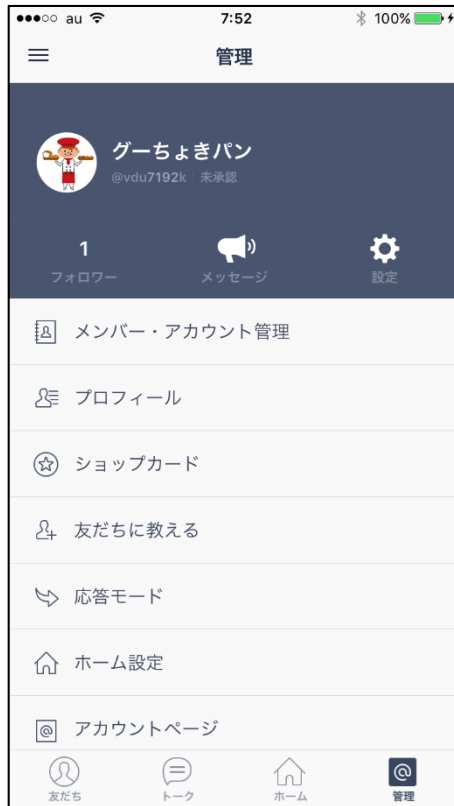 au 7:52 100%
管理
グーちょきパン
@vdu7192k 未承認
1
フォロワー メッセージ 設定
メンバー・アカウント管理
プロフィール
ショップカード
友だちに教える
応答モード
ホーム設定
アカウントページ
友だち トーク ホーム 管理